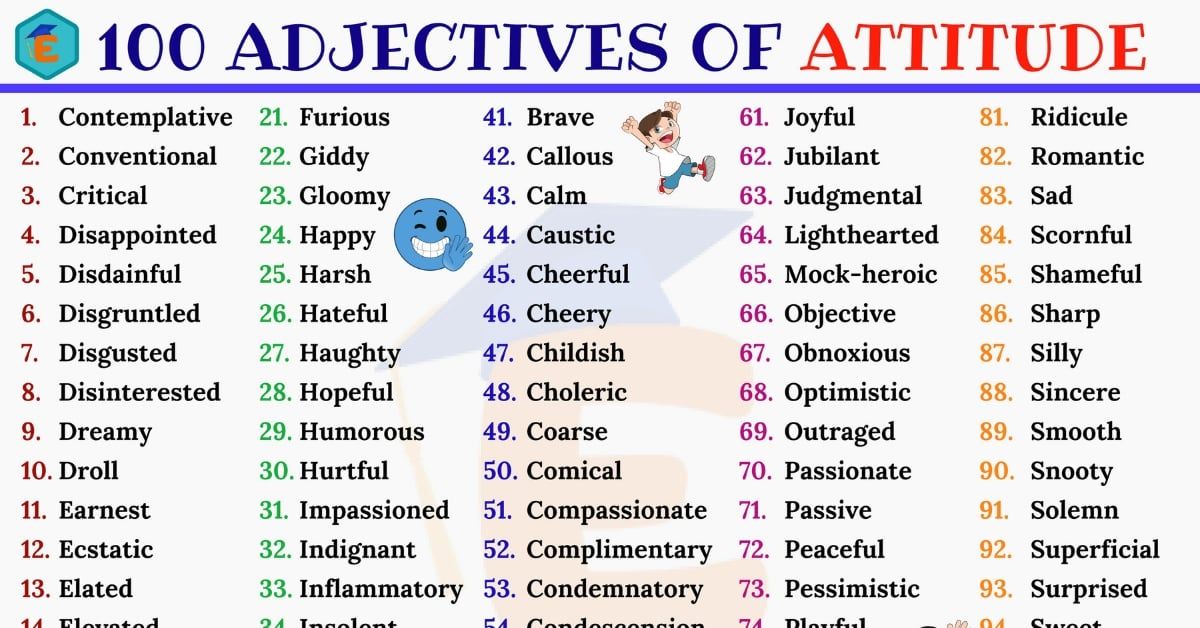 E
100 ADJECTIVES OF ATTITUDE
1. Contemplative
2. Conventional
3. Critical
4. Disappointed
5. Disdainful
6. Disgruntled
7. Disgusted
8. Disinterested
9. Dreamy
10. Droll
11. Earnest
12. Ecstatic
13. Elated
14. Elevated
21. Furious
22. Giddy
23. Gloomy
24. Happy
25. Harsh
26. Hateful
27. Haughty
28. Hopeful
29. Humorous
30. Hurtful
31. Impassioned
32. Indignant
33. Inflammatory
34. Insolent
41. Brave
42. Callous
43. Calm
44. Caustic
45. Cheerful
46. Cheery
47. Childish
48. Choleric
49. Coarse
50. Comical
51. Compassionate
52. Complimentary
53. Condemnatory
54. Condescension
61. Joyful
62. Jubilant
63. Judgmental
64. Lighthearted
65. Mock-heroic
66. Objective
67. Obnoxious
68. Optimistic
69. Outraged
70. Passionate
71. Passive
72. Peaceful
73. Pessimistic
74. Playful
81. Ridicule
82. Romantic
83. Sad
84. Scornful
85. Shameful
86. Sharp
87. Silly
88. Sincere
89. Smooth
90. Snooty
91. Solemn
92. Superficial
93. Surprised
94. Sweet
E